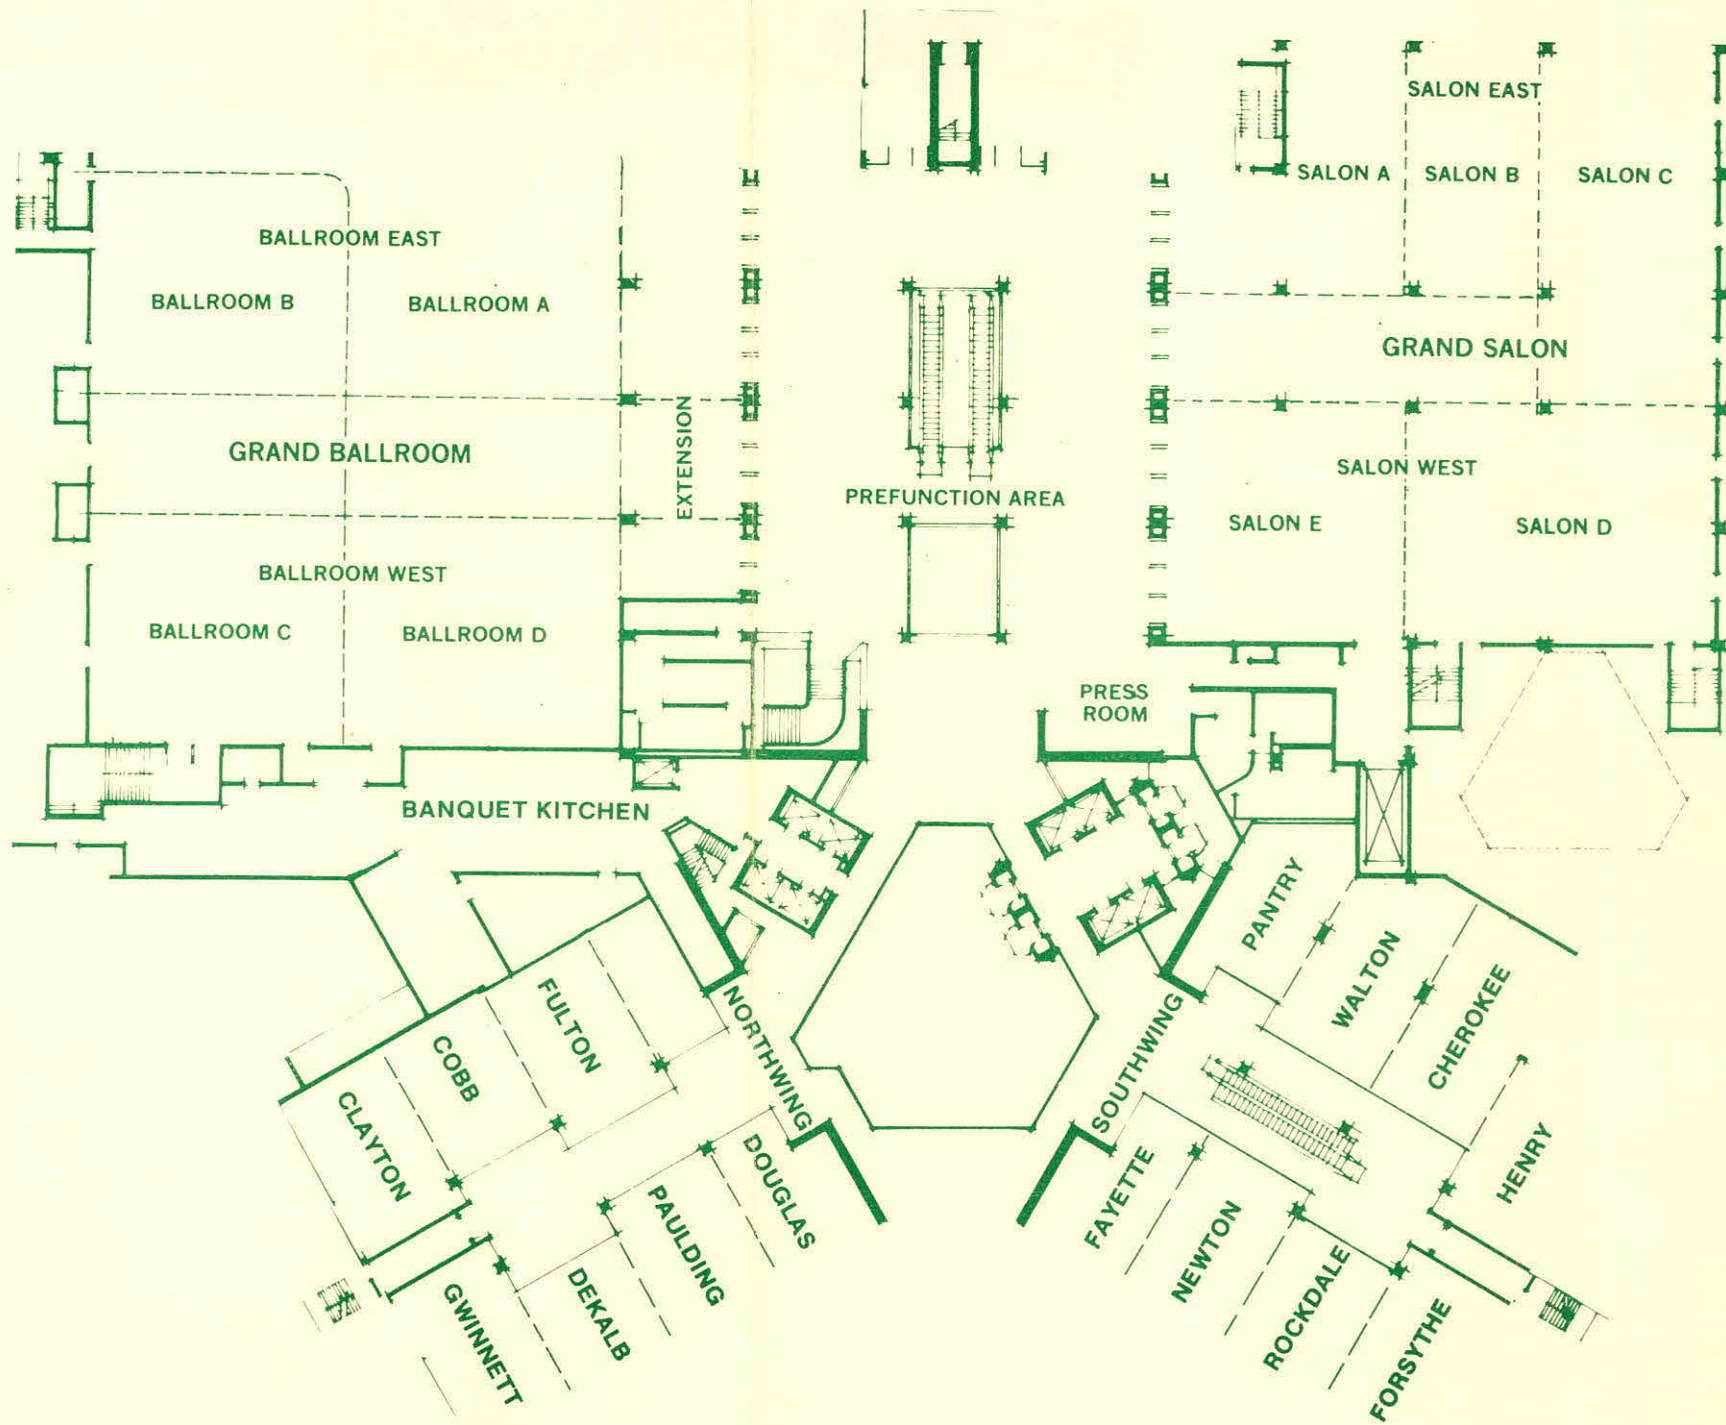 SALON EAST
SALON A
SALON B
SALON C
BALLROOM EAST
BALLROOM B
BALLROOM A
GRAND SALON
EXTENSION
GRAND BALLROOM
SALON WEST
PREFUNCTION AREA
SALON E
SALON D
BALLROOM WEST
BALLROOM C
BALLROOM D
PRESS
ROOM
BANQUET KITCHEN
PANTRY
WALTON
CHEROKEE
HENRY
NORTHWING
SOUTHWING
FULTON
COBB
CLAYTON
DOUGLAS
PAULDING
DEKALB
GWINNETT
FAYETTE
NEWTON
ROCKDALE
FORSYTHE